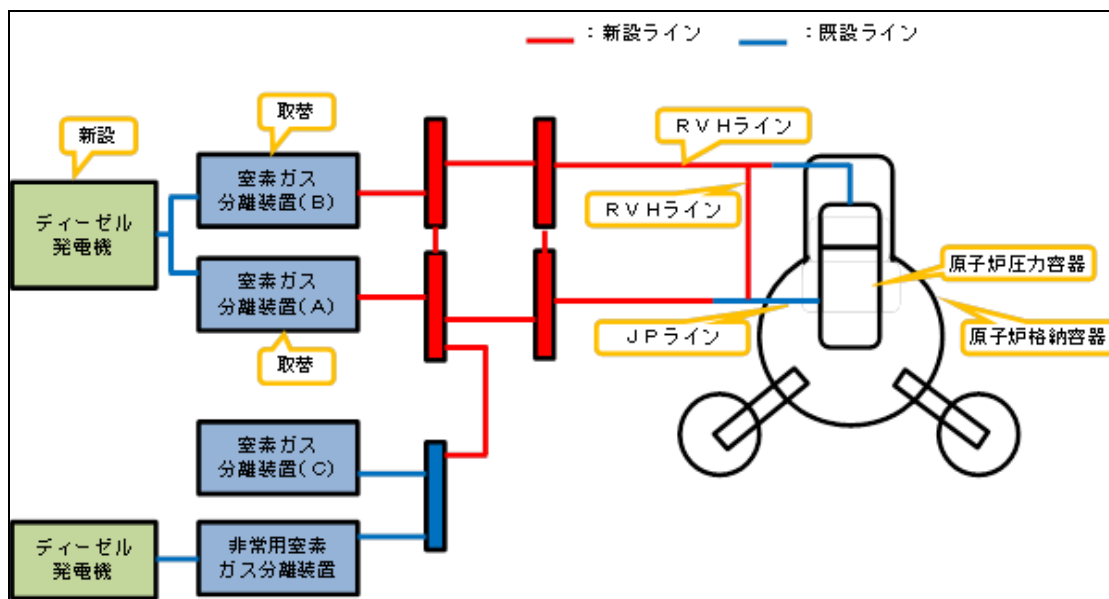 ：新設ライン
：既設ライン
新設
取替
ディーゼル
発電機
窒素ガス
分離装置(B)
窒素ガス
分離装置(A)
取替
窒素ガス
分離装置(C)
ディーゼル
発電機
非常用窒素
ガス分離装置
ＲＶＨライン
ＲＶＨライン
ＪＰライン
原子炉圧力容器
原子炉格納容器